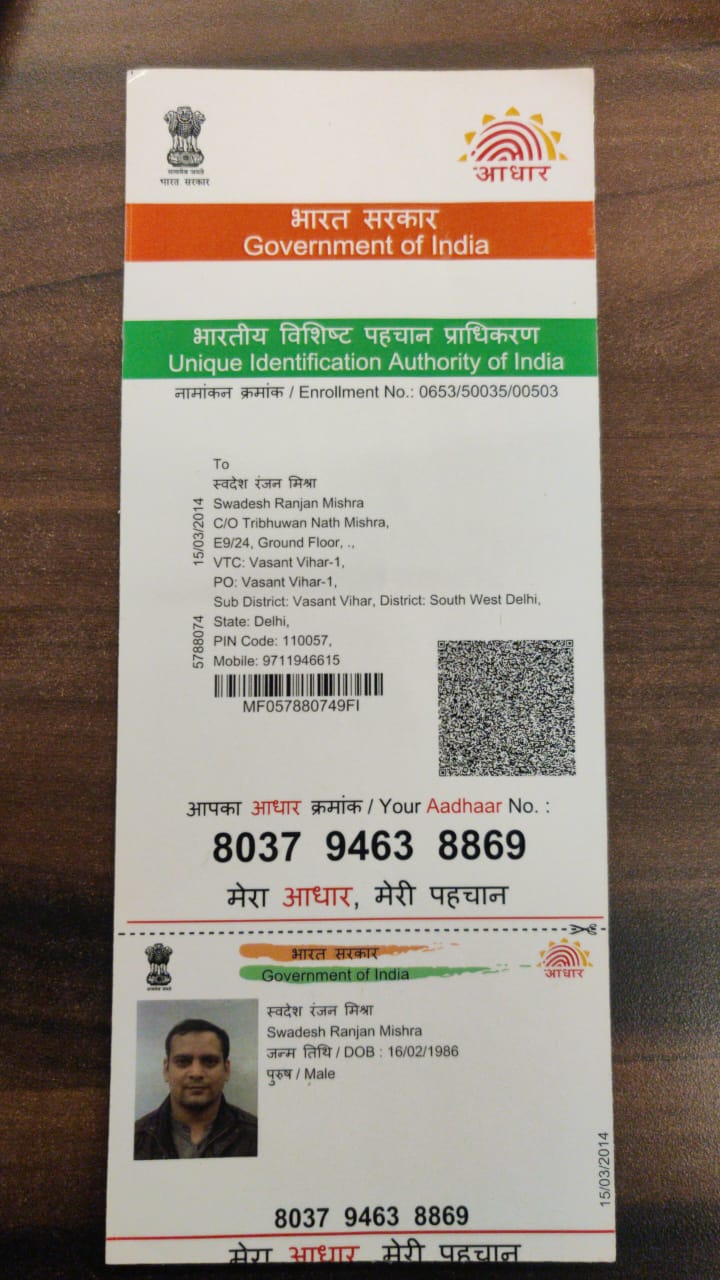 सत्यमेव जयते
भारत सरकार
आधार
भारत सरकार
Government of India
भारतीय विशिष्ट पहचान प्राधिकरण
Unique Identification Authority of India
नामांकन क्रमांक / Enrollment No.: 0653/50035/00503
To
स्वदेश रंजन मिश्रा
Swadesh Ranjan Mishra
C/O Tribhuwan Nath Mishra,
E9/24, Ground Floor, .,
VTC: Vasant Vihar-1,
PO: Vasant Vihar-1,
Sub District: Vasant Vihar, District: South West Delhi,
State: Delhi,
PIN Code: 110057,
Mobile: 9711946615
15/03/2014
5788074
MF057880749FI
आपका आधार क्रमांक / Your Aadhaar No. :
8037 9463 8869
मेरा आधार, मेरी पहचान
भारत सरकार
Government of India
आधार
स्वदेश रंजन मिश्रा
Swadesh Ranjan Mishra
जन्म तिथि / DOB : 16/02/1986
पुरुष / Male
15/03/2014
8037 9463 8869
मेरा आधार, मेरी पहचान